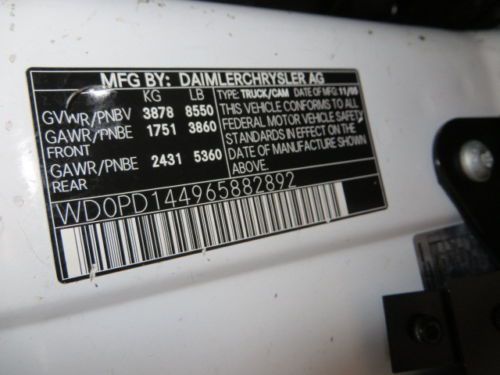 MFG BY: DAIMLERCHRYSLER AG
KG LB
GVWR/PNBV 3878 8550
GAWR/PNBE 1751 3860
FRONT
GAWR/PNBE 2431 5360
REAR
TYPE: TRUCK/CAM DATE OF MFG: 11/05
THIS VEHICLE CONFORMS TO ALL
FEDERAL MOTOR VEHICLE SAFETY
STANDARDS IN EFFECT ON THE
DATE OF MANUFACTURE SHOWN
ABOVE.
WD0PD144965882892